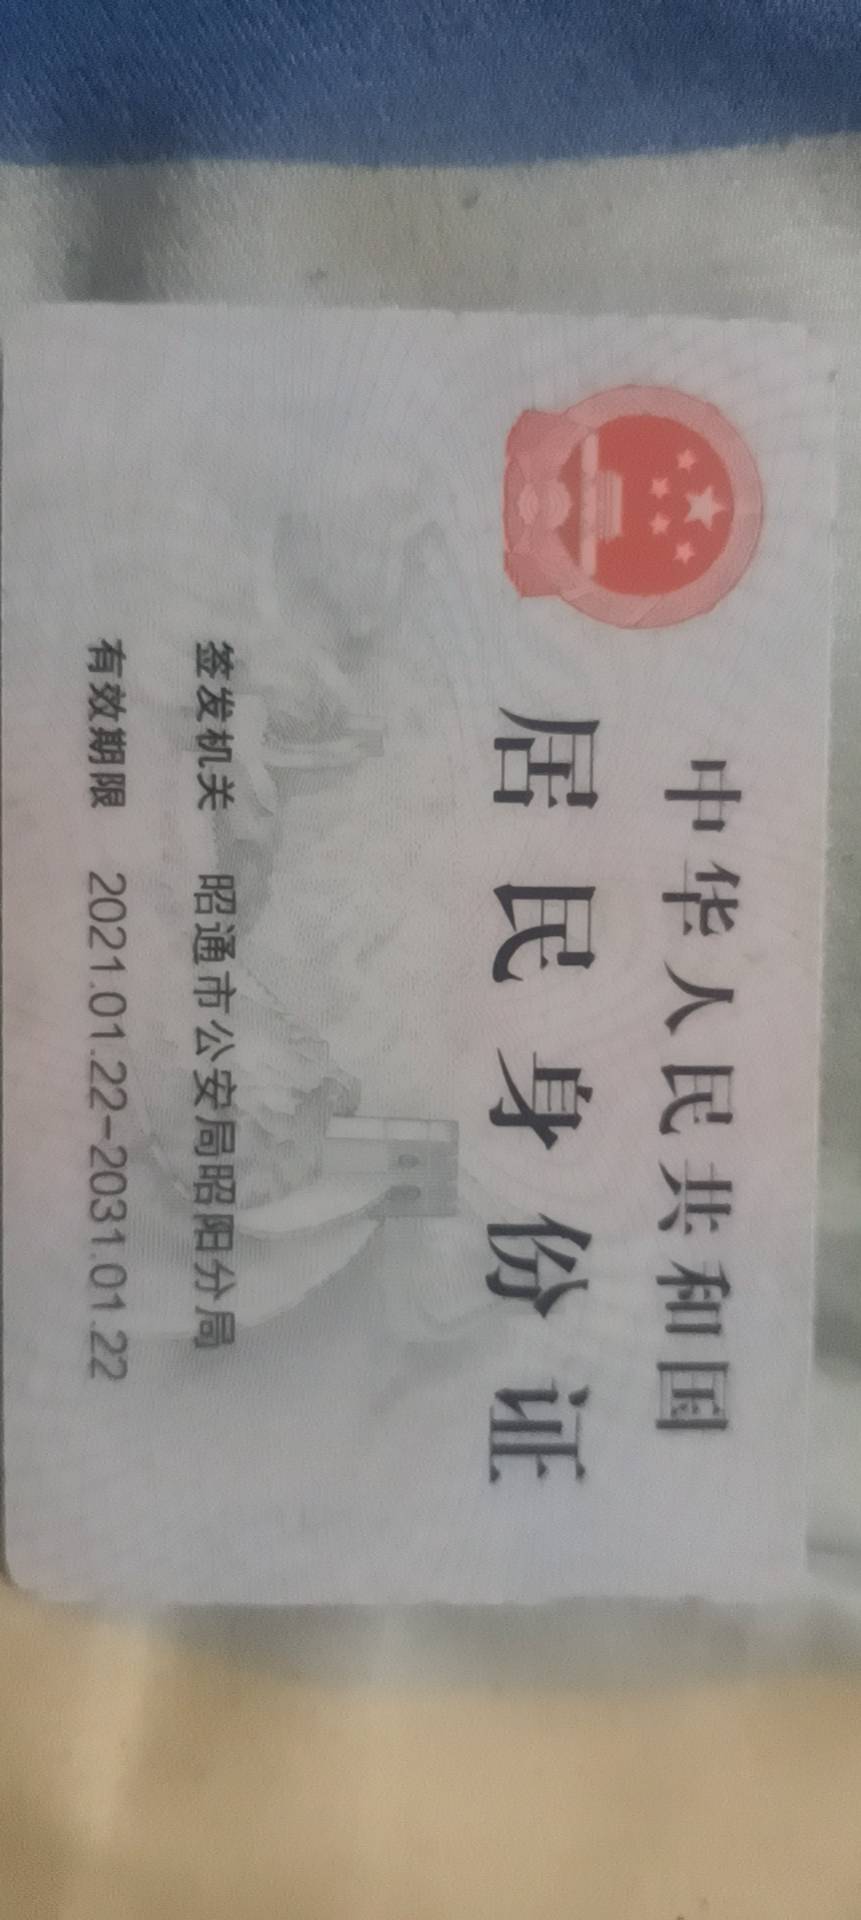 中华人民共和国
居民身份证
签发机关 昭通市公安局昭阳分局
有效期限 2021.01.22-2031.01.22